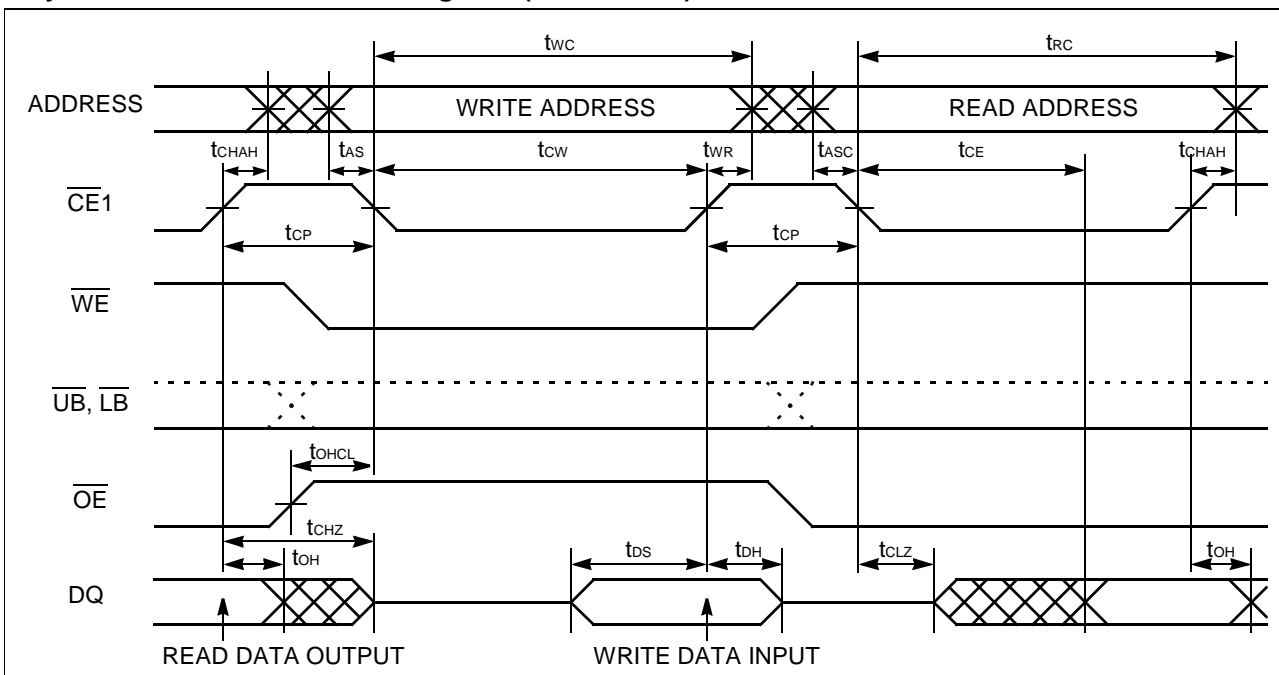 tWC tRC
ADDRESS WRITE ADDRESS READ ADDRESS
tCHAH tAS tCW tWR tASC tCE tCHAH
CE1
tCP tCP
WE
UB, LB
tOHCL
OE
tCHZ
tOH tDS tDH tCLZ tOH
DQ
READ DATA OUTPUT WRITE DATA INPUT